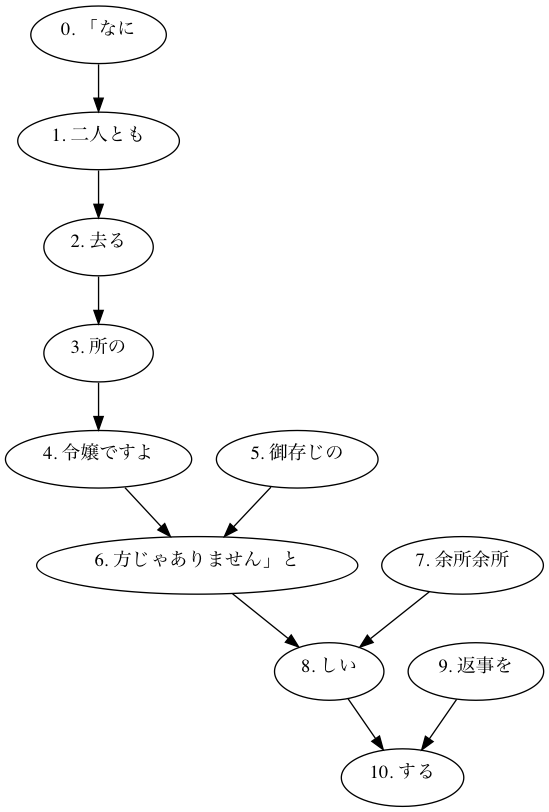 0. 「なに
1. 二人とも
2. 去る
3. 所の
4. 令嬢ですよ
5. 御存じの
6. 方じゃありません」と
7. 余所余所
8. しい
9. 返事を
10. する